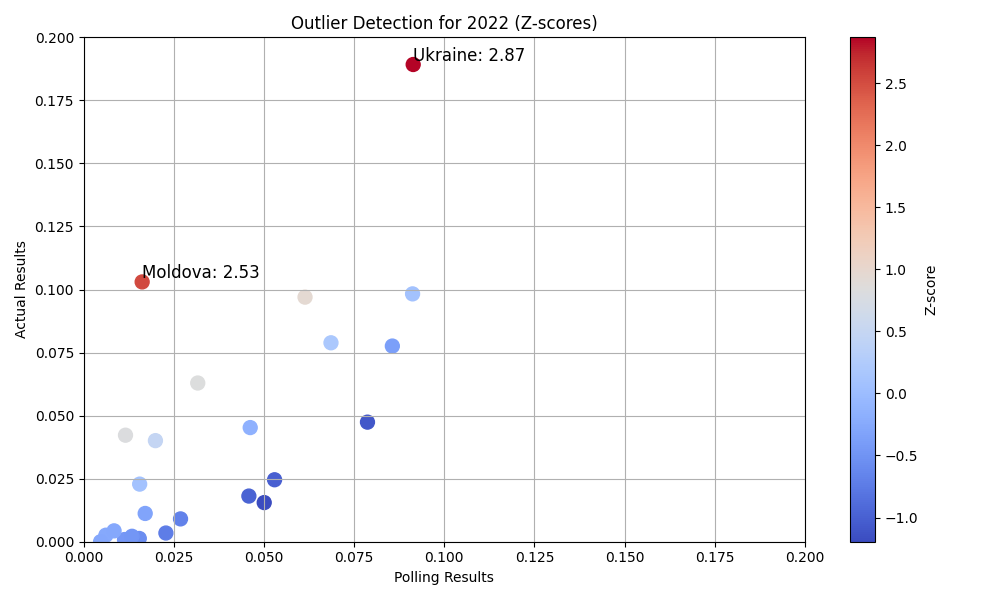 Outlier Detection for 2022 (Z-scores)
Ukraine: 2.87
Moldova: 2.53
Actual Results
0.200
0.175
0.150
0.125
0.100
0.075
0.050
0.025
0.000
0.000 0.025 0.050 0.075 0.100 0.125 0.150 0.175 0.200
Polling Results
2.5
2.0
1.5
1.0
0.5
0.0
−0.5
−1.0
Z-score